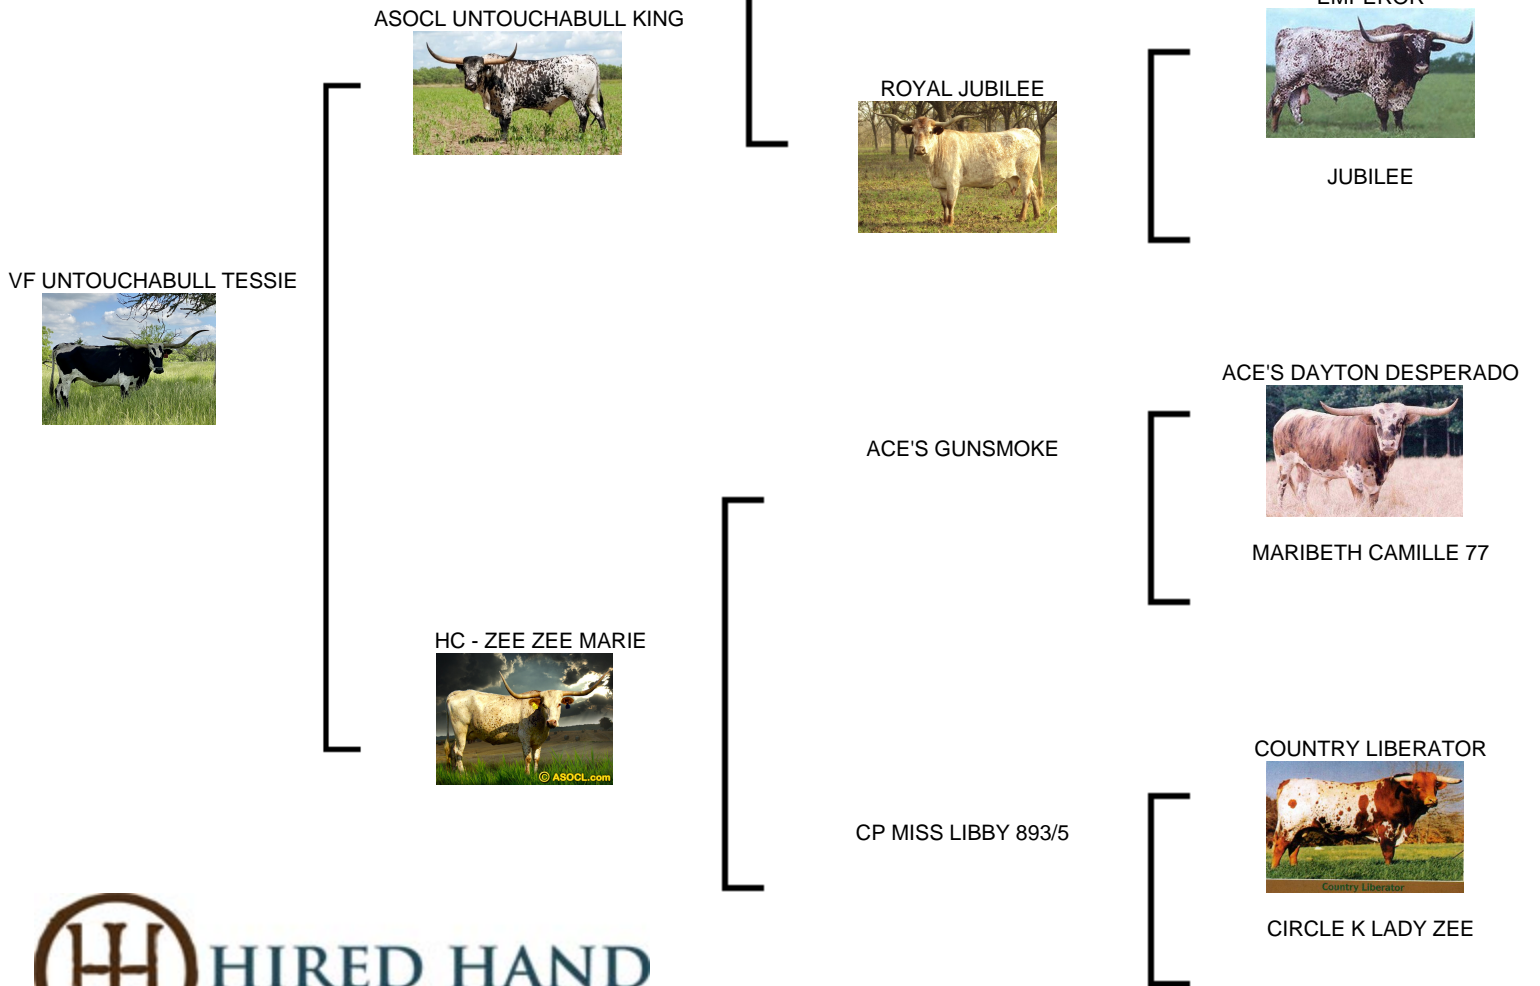 EMPEROR
ASOCL UNTOUCHABULL KING
ROYAL JUBILEE
JUBILEE
VF UNTOUCHABULL TESSIE
ACE'S DAYTON DESPERADO
ACE'S GUNSMOKE
MARIBETH CAMILLE 77
HC - ZEE ZEE MARIE
© ASOCL.com
COUNTRY LIBERATOR
CP MISS LIBBY 893/5
Country Liberator
CIRCLE K LADY ZEE
HIRED HAND